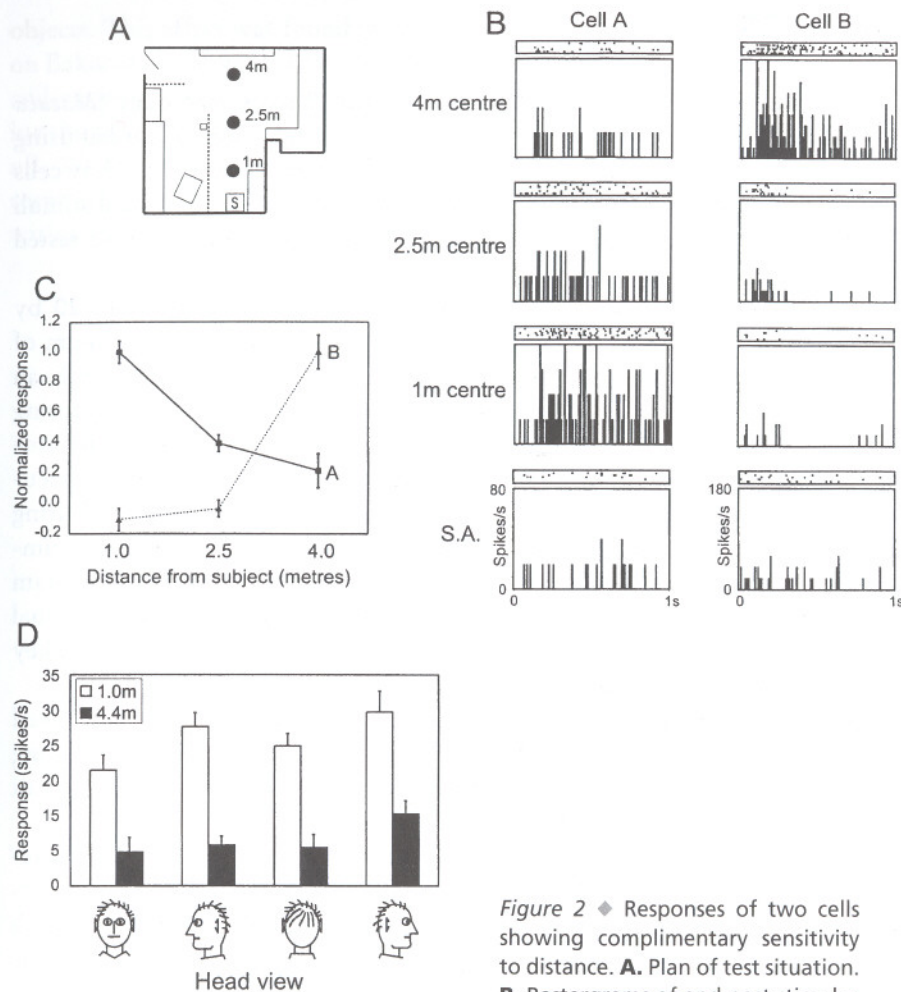 A
4m
2.5m
1m
S
B
Cell A
Cell B
4m centre
2.5m centre
1m centre
S.A.
80
Spikes/s
0
0
1s
180
Spikes/s
0
0
1s
C
Normalized response
1.2
1.0
0.8
0.6
0.4
0.2
0.0
-0.2
B
A
1.0
2.5
4.0
Distance from subject (metres)
D
Response (spikes/s)
35
30
25
20
15
5
0
1.0m
4.4m
Head view
Figure 2 ◆ Responses of two cells
showing complimentary sensitivity
to distance. A. Plan of test situation.